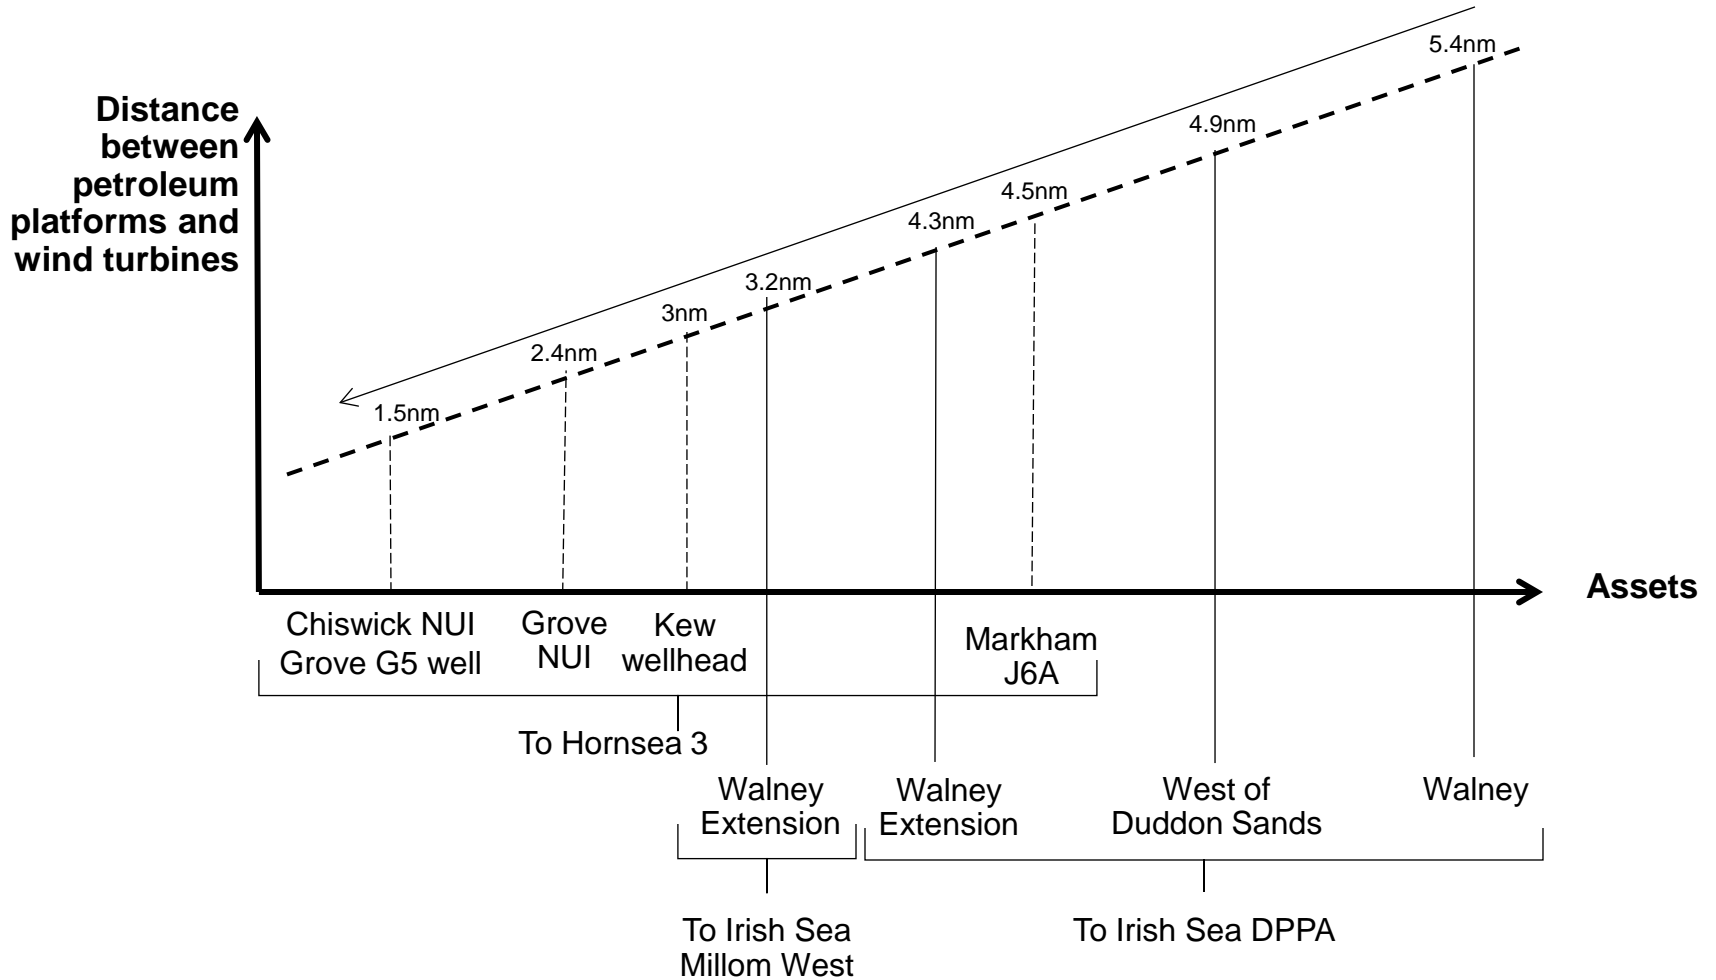 Distance
between
petroleum
platforms and
wind turbines
5.4nm
4.9nm
4.5nm
4.3nm
3.2nm
3nm
2.4nm
1.5nm
Assets
Chiswick NUI
Grove G5 well
Grove
NUI
Kew
wellhead
Markham
J6A
To Hornsea 3
Walney
Extension
Walney
Extension
West of
Duddon Sands
Walney
To Irish Sea
Millom West
To Irish Sea DPPA